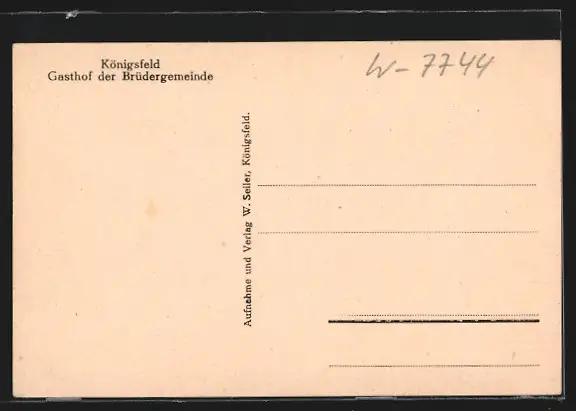 Königsfeld
Gasthof der Brüdergemeinde
W-7744
Aufnahme und Verlag W. Seiler, Königsfeld.